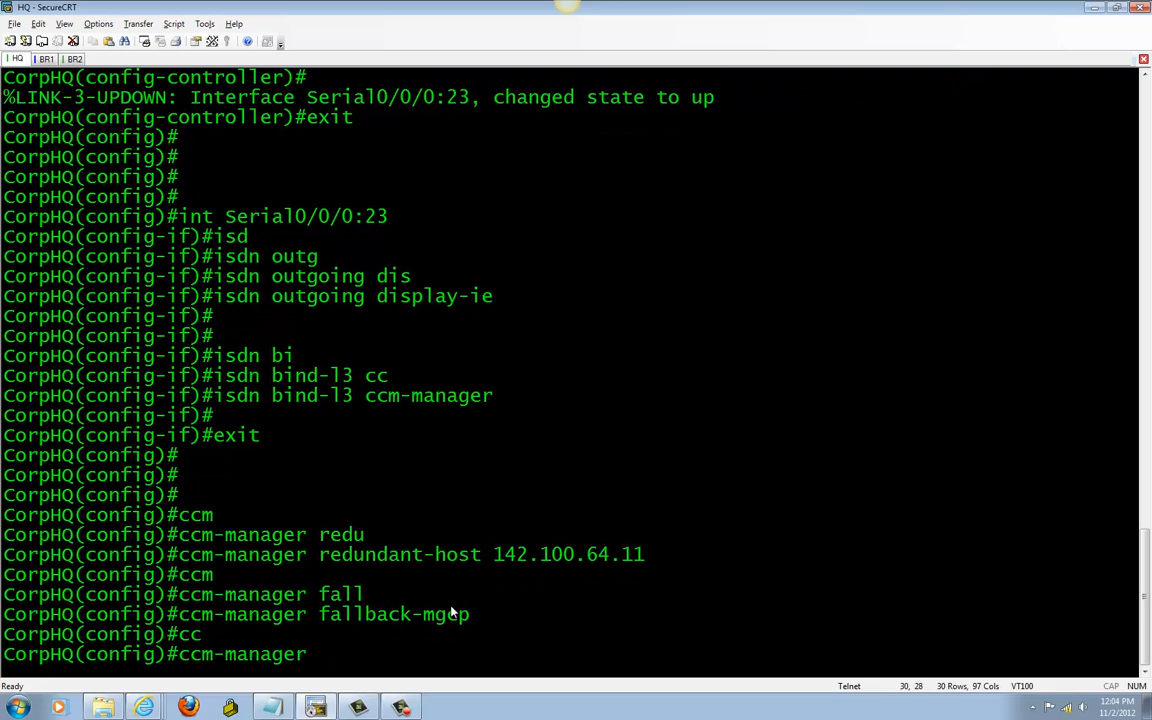 HQ - SecureCRT
File Edit View Options Transfer Script Tools Help
HQ BR1 BR2
CorpHQ(config-controller)#
%LINK-3-UPDOWN: Interface Serial0/0/0:23, changed state to up
CorpHQ(config-controller)#exit
CorpHQ(config)#
CorpHQ(config)#
CorpHQ(config)#
CorpHQ(config)#
CorpHQ(config)#int Serial0/0/0:23
CorpHQ(config-if)#isd
CorpHQ(config-if)#isdn outg
CorpHQ(config-if)#isdn outgoing dis
CorpHQ(config-if)#isdn outgoing display-ie
CorpHQ(config-if)#
CorpHQ(config-if)#
CorpHQ(config-if)#isdn bi
CorpHQ(config-if)#isdn bind-l3 cc
CorpHQ(config-if)#isdn bind-l3 ccm-manager
CorpHQ(config-if)#
CorpHQ(config-if)#exit
CorpHQ(config)#
CorpHQ(config)#
CorpHQ(config)#
CorpHQ(config)#ccm
CorpHQ(config)#ccm-manager redu
CorpHQ(config)#ccm-manager redundant-host 142.100.64.11
CorpHQ(config)#ccm
CorpHQ(config)#ccm-manager fall
CorpHQ(config)#ccm-manager fallback-mgcp
CorpHQ(config)#cc
CorpHQ(config)#ccm-manager
Ready Telnet 30, 28 30 Rows, 97 Cols VT100 CAP NUM
12:04 PM
11/2/2012